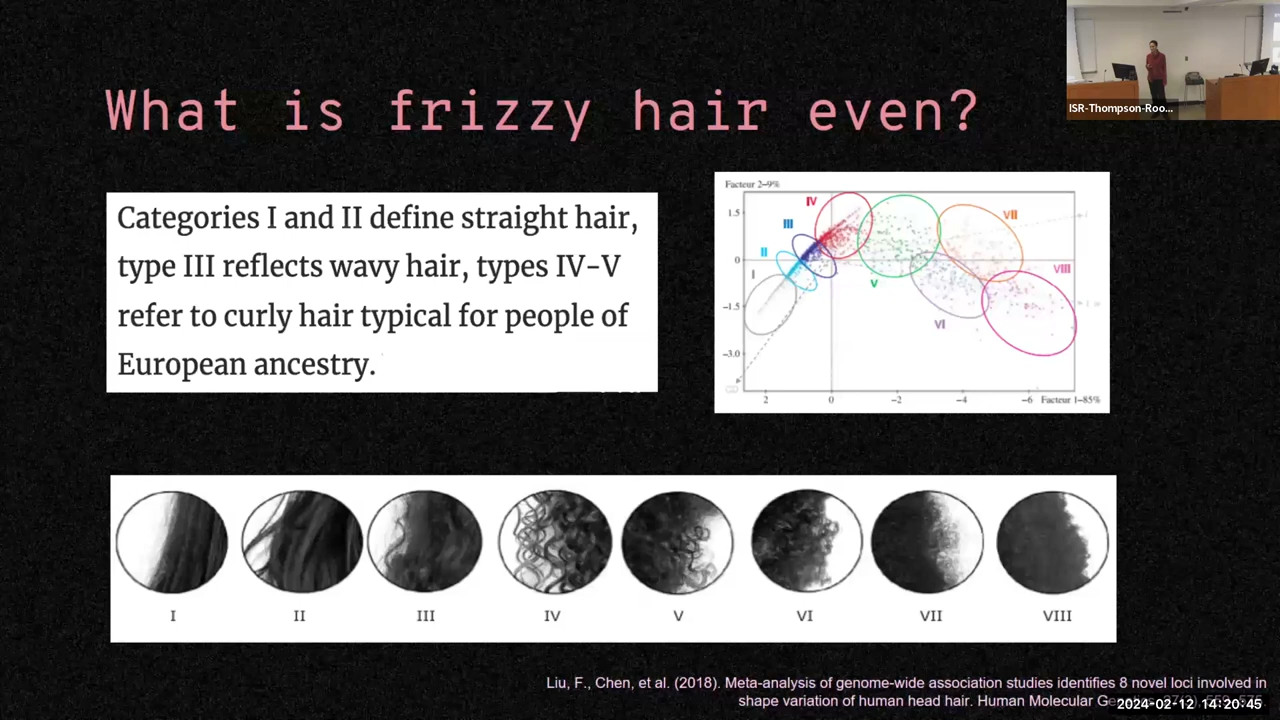 What is frizzy hair even?
ISR-Thompson-Roo...
Categories I and II define straight hair,
type III reflects wavy hair, types IV-V
refer to curly hair typical for people of
European ancestry.
Facteur 2-9%
1.5
0
-1.5
-3.0
2
0
-2
-4
-6
Facteur 1-85%
I
II
III
IV
V
VI
VII
VIII
I
II
III
IV
V
VI
VII
VIII
Liu, F., Chen, et al. (2018). Meta-analysis of genome-wide association studies identifies 8 novel loci involved in
shape variation of human head hair. Human Molecular
2024-02-12 14:20:45